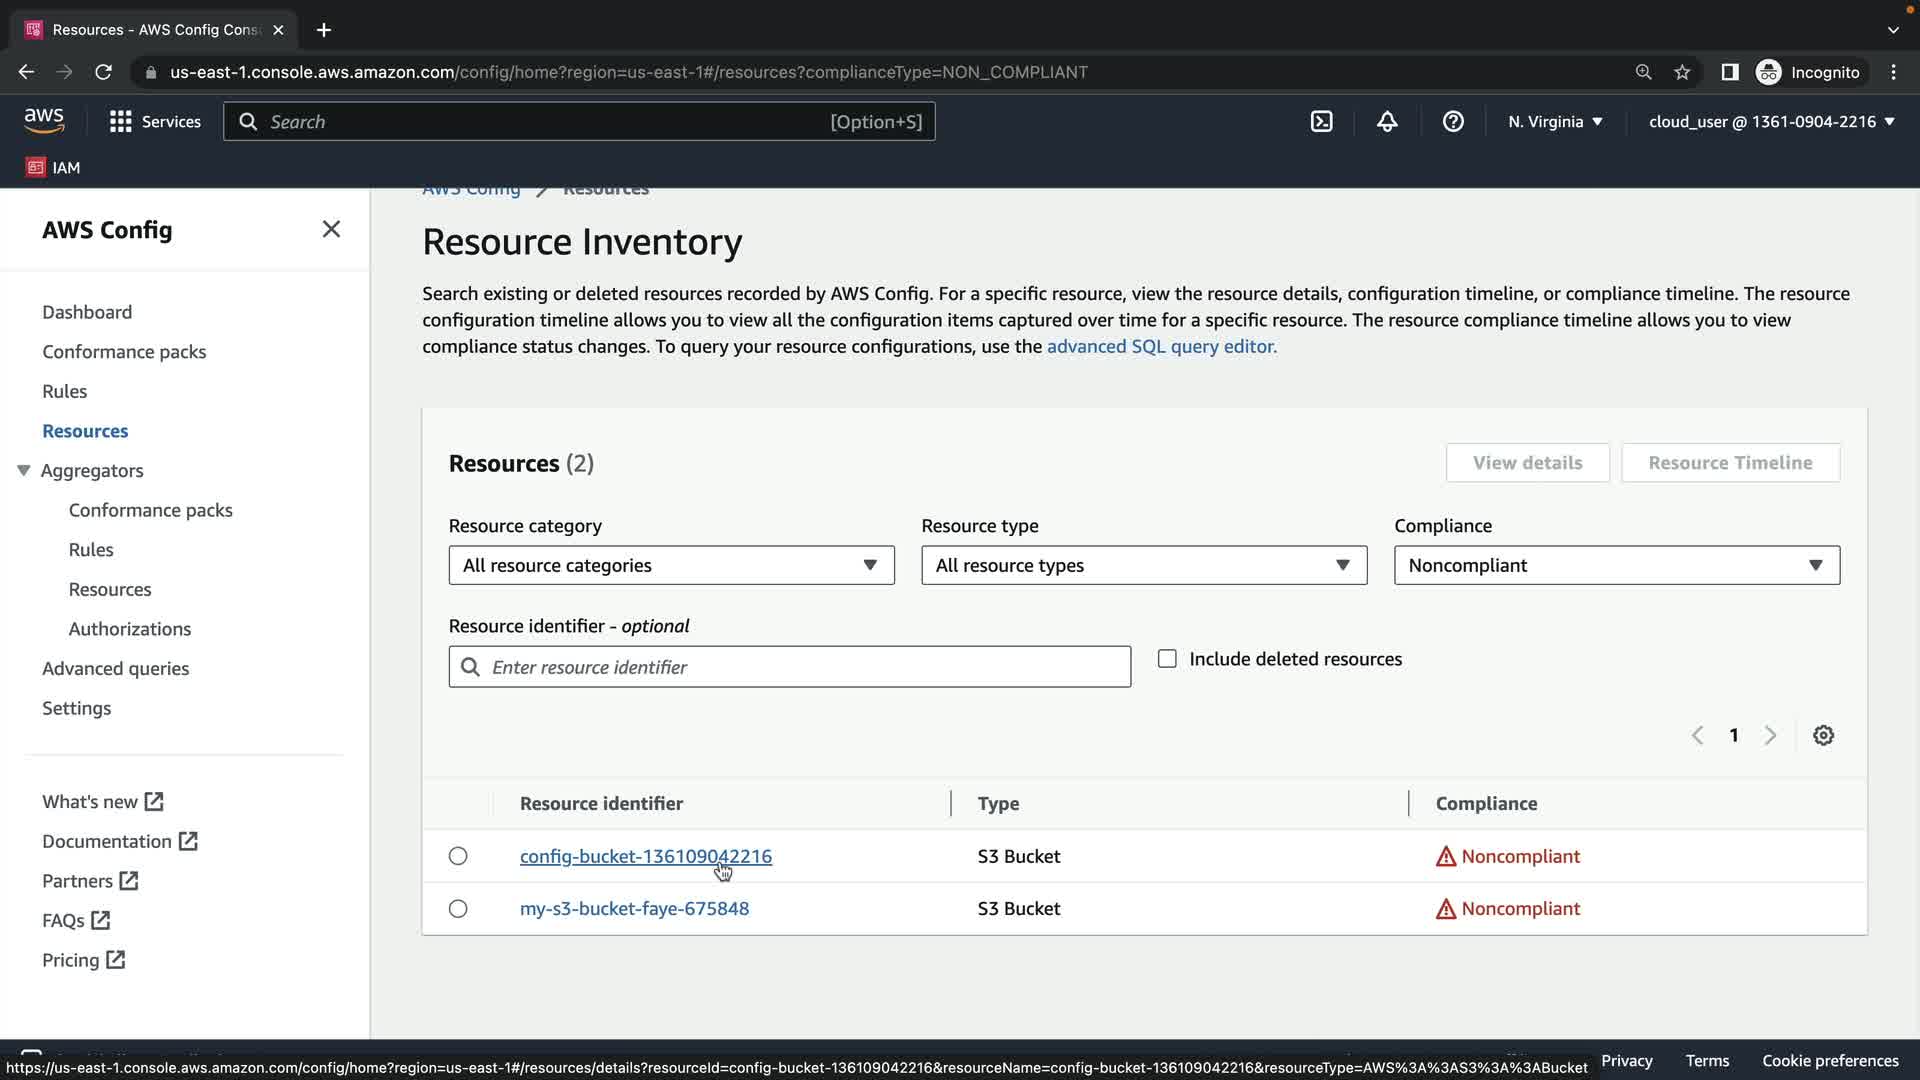 Resources - AWS Config Cons
us-east-1.console.aws.amazon.com/config/home?region=us-east-1#/resources?complianceType=NON_COMPLIANT
Incognito
aws
Services
Search
[Option+S]
N. Virginia
cloud_user @ 1361-0904-2216
IAM
AWS Config
Resources
AWS Config
Dashboard
Conformance packs
Rules
Resources
Aggregators
Conformance packs
Rules
Resources
Authorizations
Advanced queries
Settings
What's new
Documentation
Partners
FAQs
Pricing
Resource Inventory
Search existing or deleted resources recorded by AWS Config. For a specific resource, view the resource details, configuration timeline, or compliance timeline. The resource
configuration timeline allows you to view all the configuration items captured over time for a specific resource. The resource compliance timeline allows you to view
compliance status changes. To query your resource configurations, use the advanced SQL query editor.
Resources (2)
View details
Resource Timeline
Resource category
Resource type
Compliance
All resource categories
All resource types
Noncompliant
Resource identifier - optional
Enter resource identifier
Include deleted resources
1
Resource identifier
Type
Compliance
config-bucket-136109042216
S3 Bucket
Noncompliant
my-s3-bucket-faye-675848
S3 Bucket
Noncompliant
https://us-east-1.console.aws.amazon.com/config/home?region=us-east-1#/resources/details?resourceId=config-bucket-136109042216&resourceName=config-bucket-136109042216&resourceType=AWS%3A%3AS3%3A%3ABucket
Privacy
Terms
Cookie preferences